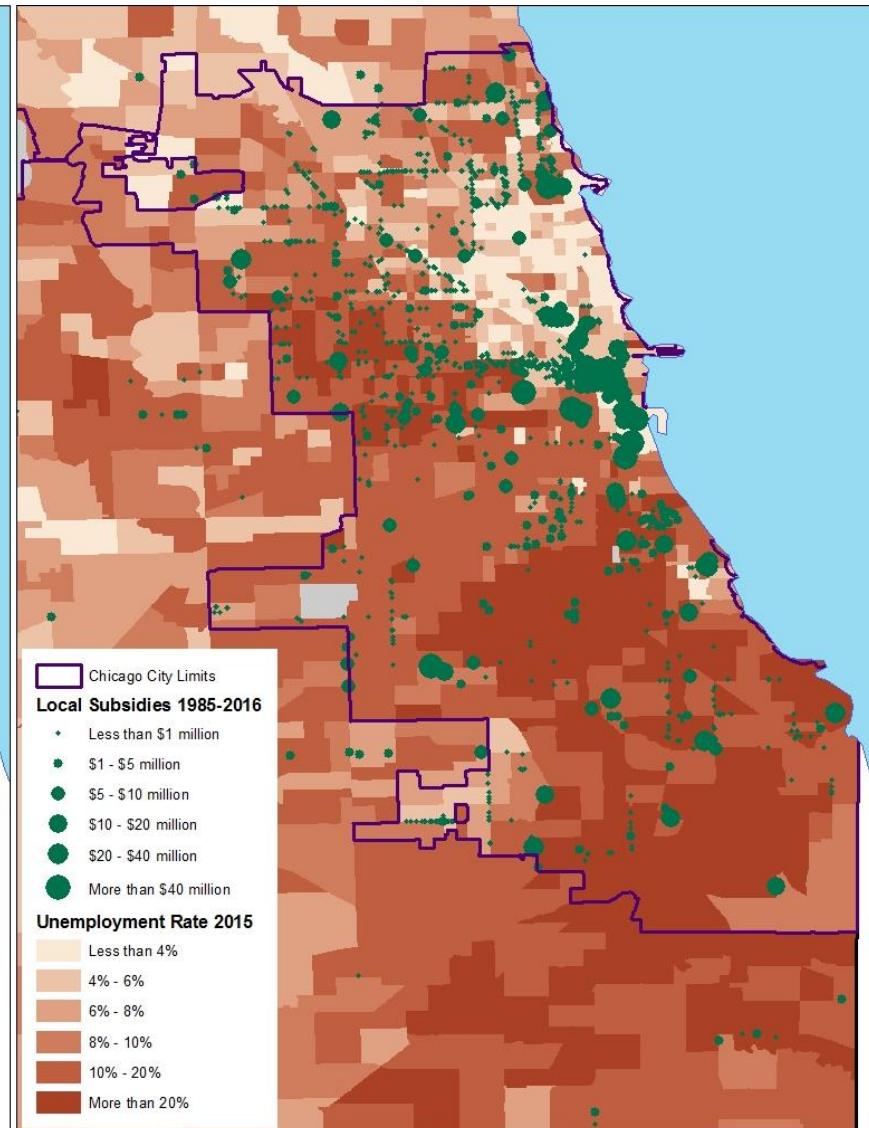 Chicago City Limits
Local Subsidies 1985-2016
Less than $1 million
$1 - $5 million
$5 - $10 million
$10 - $20 million
$20 - $40 million
More than $40 million
Unemployment Rate 2015
Less than 4%
4% - 6%
6% - 8%
8% - 10%
10% - 20%
More than 20%